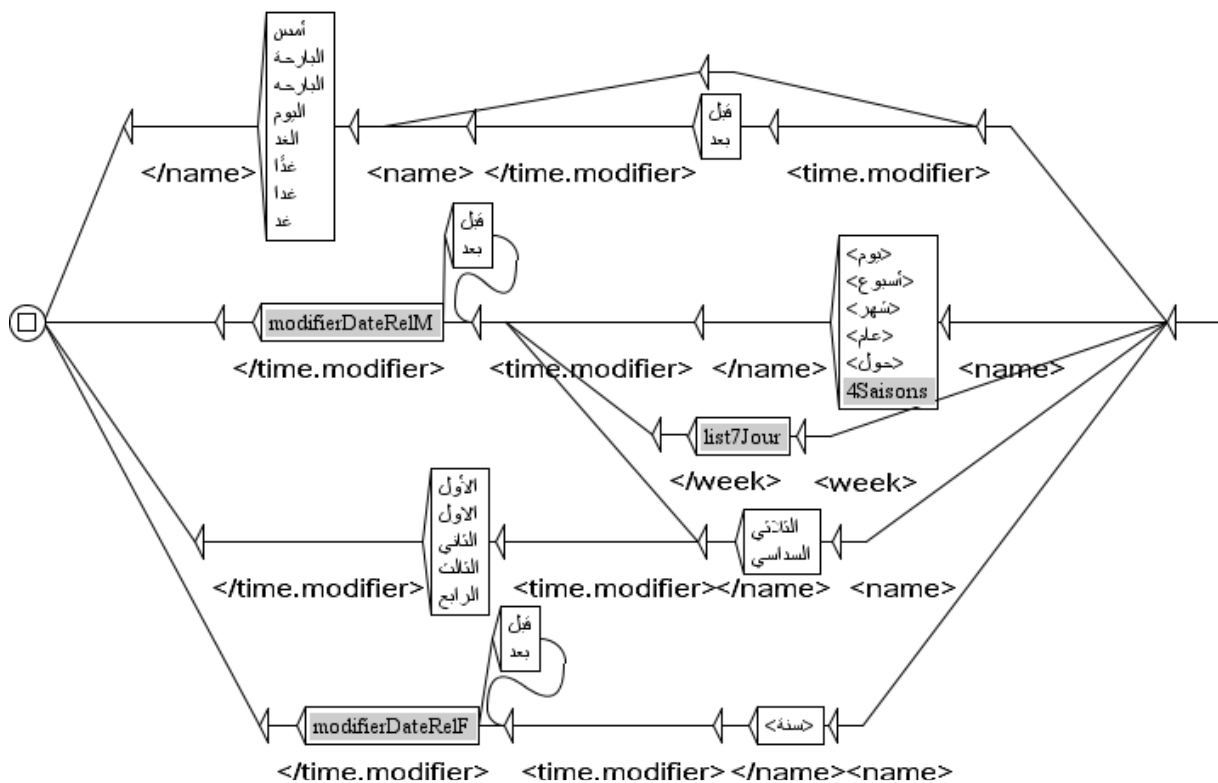 أمس
البارحة
البارحه
اليوم
الغد
غدًا
غدا
غد
قبل
بعد
</name>
<name>
</time.modifier>
<time.modifier>
قبل
بعد
<يوم>
<أسبوع>
<شهر>
<عام>
<حول>
4Saisons
modifierDateRelM
</time.modifier>
<time.modifier>
</name>
<name>
list7Jour
</week>
<week>
الأول
الاول
الثاني
الثالث
الرابع
الثلاثي
السداسي
</time.modifier>
<time.modifier>
</name>
<name>
قبل
بعد
modifierDateRelF
<سنة>
</time.modifier>
<time.modifier>
</name>
<name>